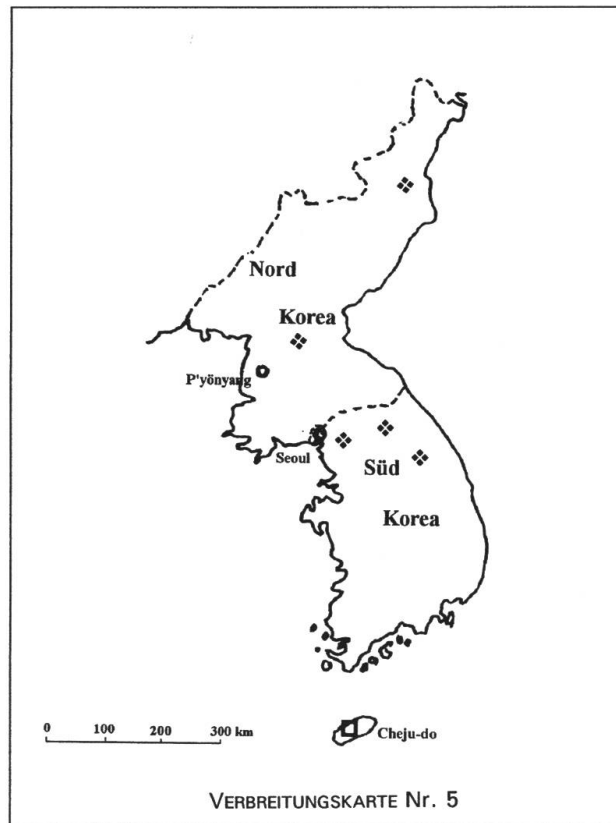 Nord
Korea
P'yŏnyang
Seoul
Süd
Korea
0 100 200 300 km
Cheju-do
VERBREITUNGSKARTE Nr. 5